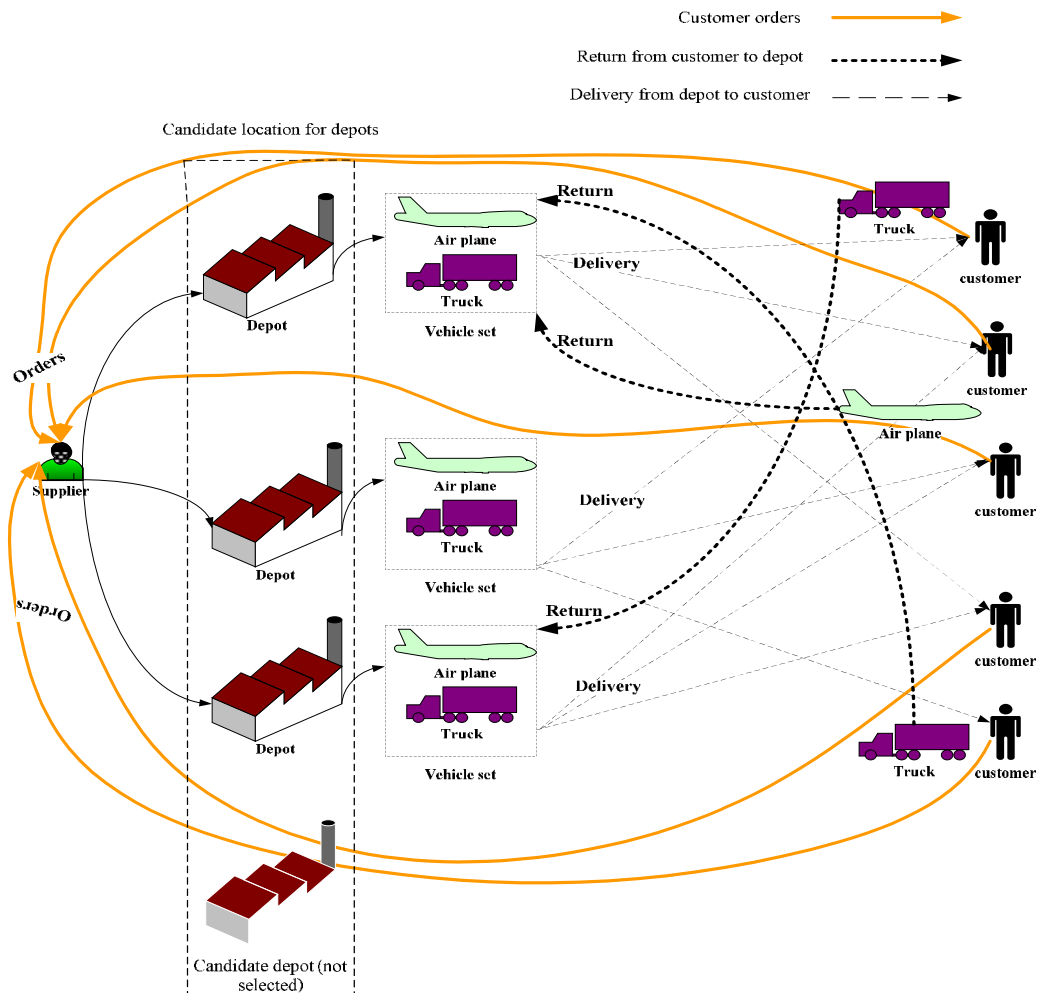 Customer orders
Return from customer to depot
Delivery from depot to customer
Candidate location for depots
Return
Air plane
Truck
Truck
Vehicle set
Depot
Delivery
customer
Return
customer
Orders
Air plane
Supplier
Air plane
Truck
Vehicle set
Depot
Delivery
customer
Orders
Return
Air plane
Truck
Vehicle set
Depot
Delivery
customer
Truck
customer
Candidate depot (not
selected)